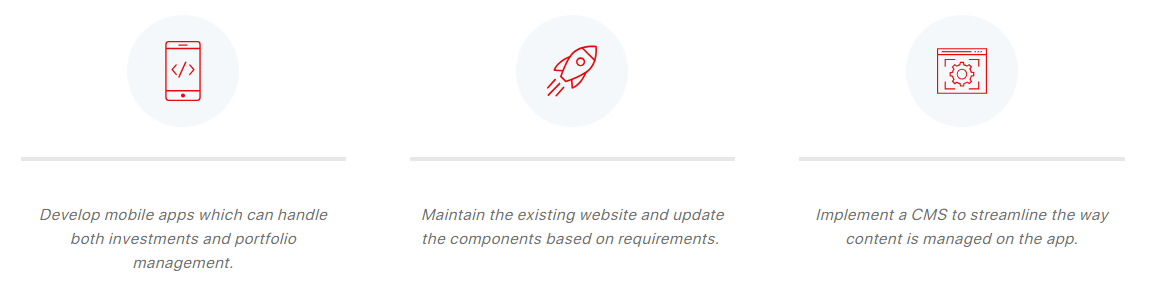 </>
Develop mobile apps which can handle
both investments and portfolio
management.
Maintain the existing website and update
the components based on requirements.
Implement a CMS to streamline the way
content is managed on the app.